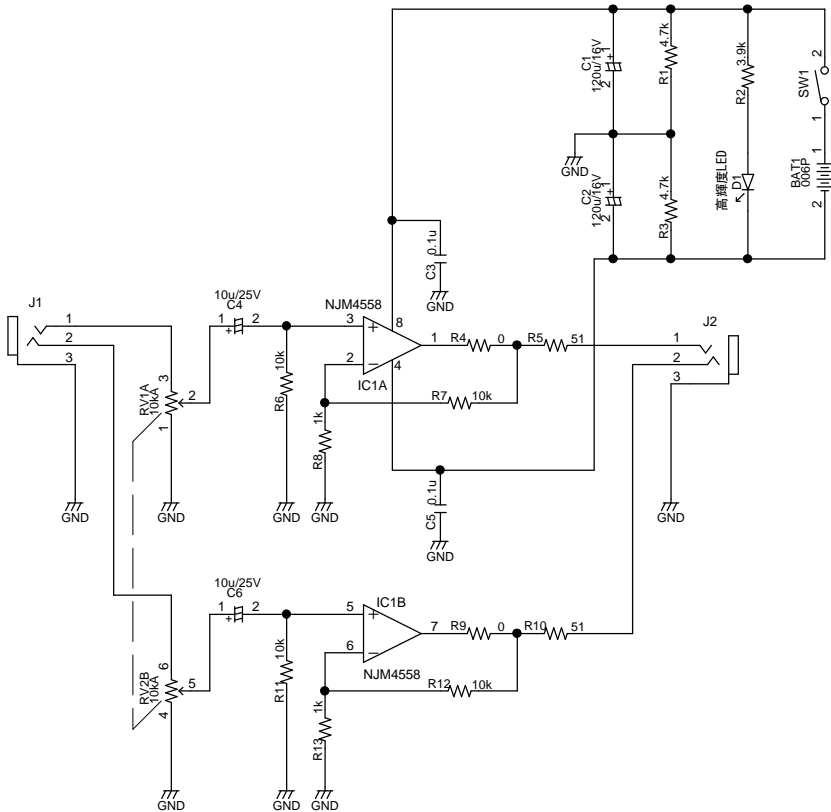 C1
120u/16V
1
2
4.7k
R1
3.9k
R2
2
SW1
1
GND
C2
120u/16V
1
2
4.7k
R3
高輝度LED
D1
1
BAT1
006P
2
C3
0.1u
GND
J1
1
2
3
10u/25V
C4
1
2
NJM4558
3
8
1
2
4
IC1A
R4
0
R5
51
J2
1
2
3
RV1A
10kA
3
2
1
R6
10k
R7
10k
R8
1k
GND
GND
GND
GND
C5
0.1u
GND
GND
10u/25V
C6
1
2
IC1B
5
7
6
NJM4558
R9
0
R10
51
RV2B
10kA
6
5
4
R11
10k
R12
10k
R13
1k
GND
GND
GND